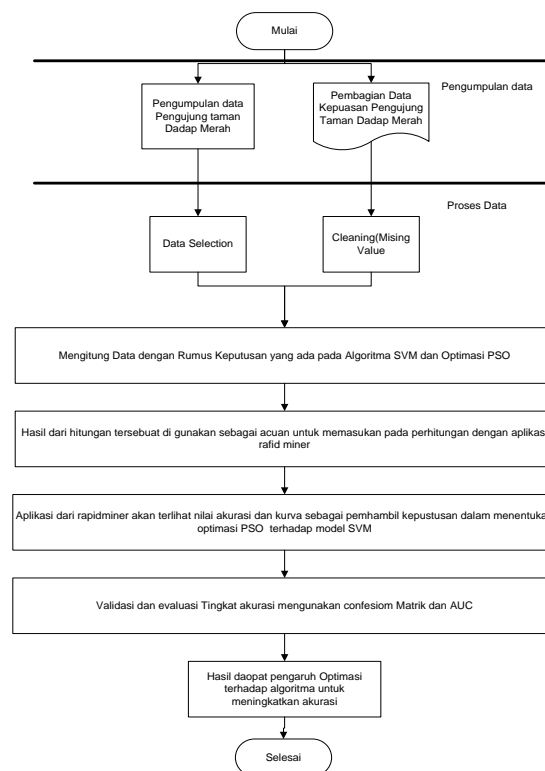 Mulai
Pengumpulan data
Pengumpulan data
Pengujung taman
Dadap Merah
Pembagian Data
Kepuasan Pengujung
Taman Dadap Merah
Proses Data
Data Selection
Cleaning(Mising
Value
Mengitung Data dengan Rumus Keputusan yang ada pada Algoritma SVM dan Optimasi PSO
Hasil dari hitungan tersebuat di gunakan sebagai acuan untuk memasukan pada perhitungan dengan aplikas
rafid miner
Aplikasi dari rapidminer akan terlihat nilai akurasi dan kurva sebagai pemhambil kepustusan dalam menentuka
optimasi PSO terhadap model SVM
Validasi dan evaluasi Tingkat akurasi mengunakan confesiom Matrik dan AUC
Hasil daopat pengaruh Optimasi
terhadap algoritma untuk
meningkatkan akurasi
Selesai